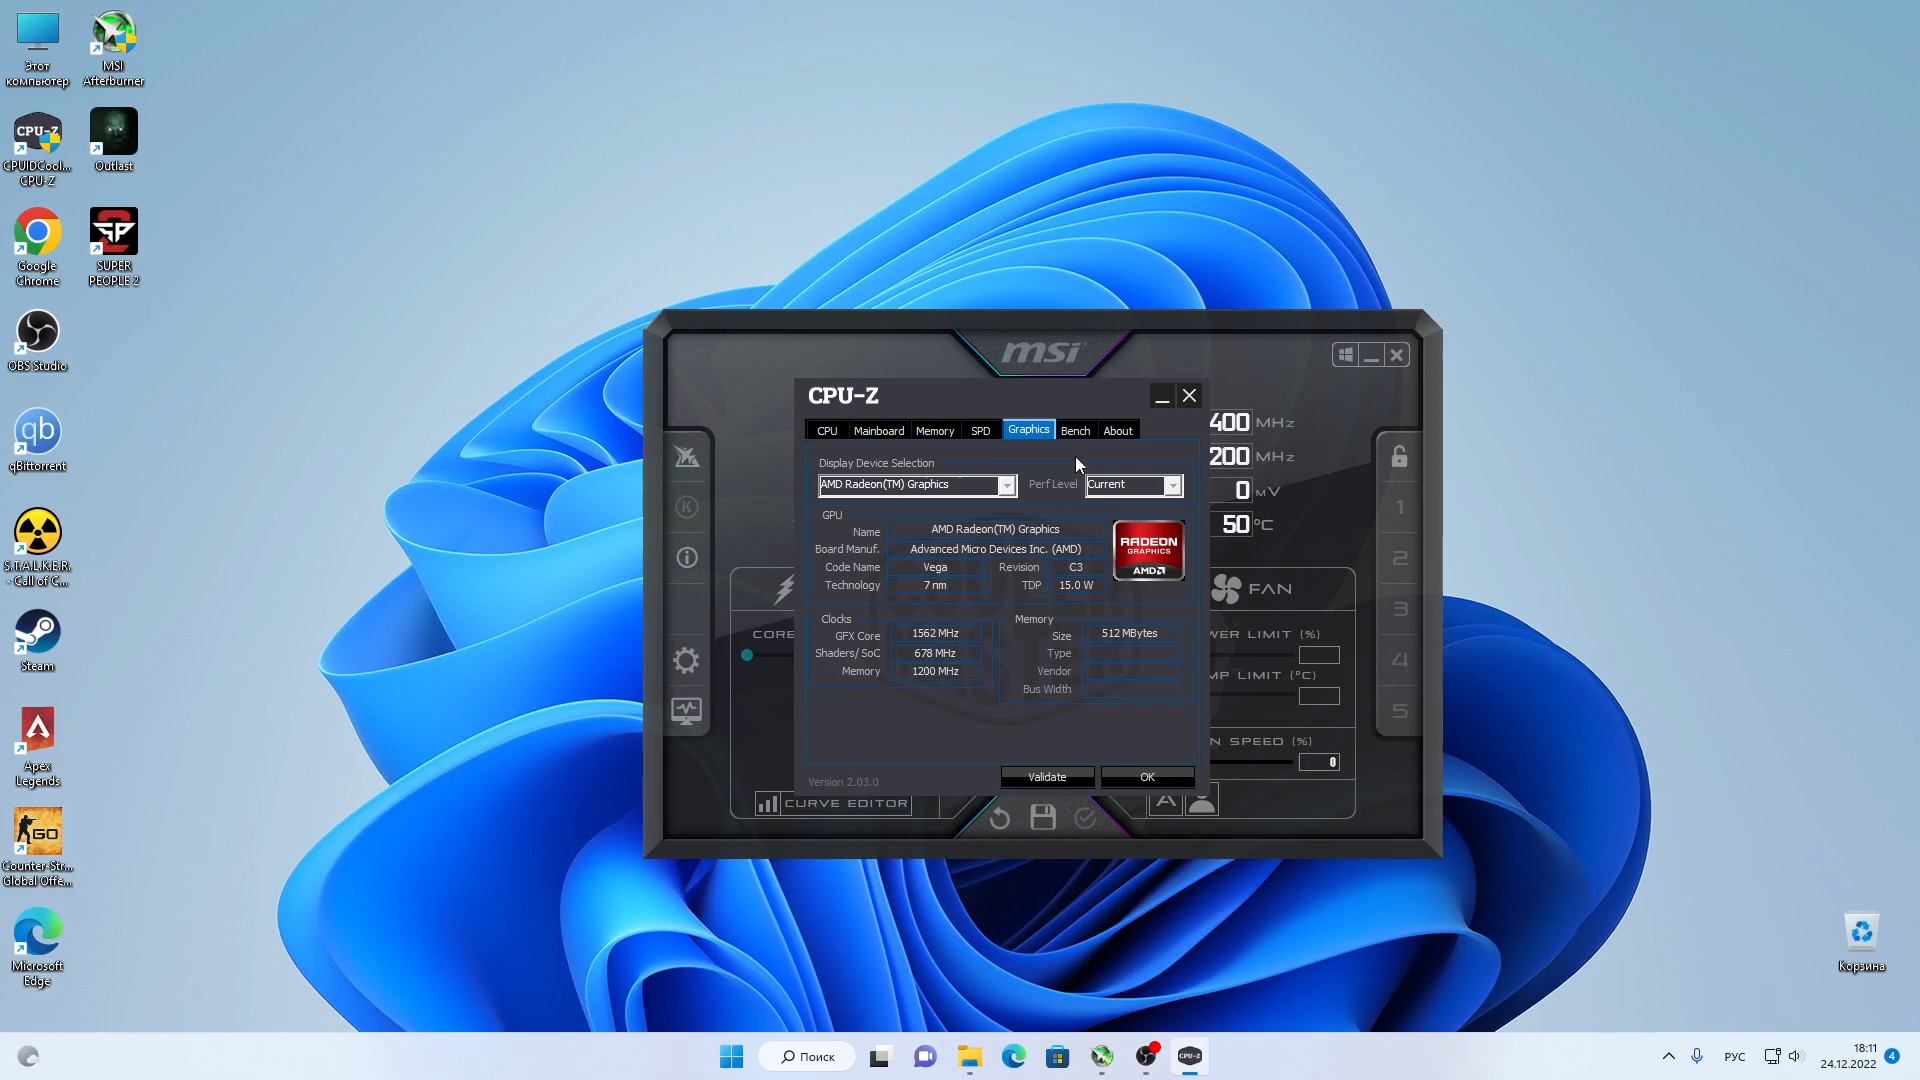 Этот
компьютер
MSI
Afterburner
CPU-Z
CPUIDCool...
CPU-Z
Outlast
Google
Chrome
SP
SUPER
PEOPLE 2
OBS Studio
qb
qBittorrent
S.T.A.L.K.E.R.
- Call of C...
Steam
Apex
Legends
GO
Counter-Str...
Global Offe...
Microsoft
Edge
Корзина
msi
400 MHz
200 MHz
0 mV
50 °C
K
1
2
3
4
5
FAN
CORE
WER LIMIT (%)
MP LIMIT (°C)
N SPEED (%)
0
CURVE EDITOR
A
CPU-Z
CPU Mainboard Memory SPD Graphics Bench About
Display Device Selection
AMD Radeon(TM) Graphics Perf Level Current
GPU
Name AMD Radeon(TM) Graphics
Board Manuf. Advanced Micro Devices Inc. (AMD)
Code Name Vega Revision C3
Technology 7 nm TDP 15.0 W
RADEON
GRAPHICS
AMD
Clocks
GFX Core 1562 MHz
Shaders/ SoC 678 MHz
Memory 1200 MHz
Memory
Size 512 MBytes
Type
Vendor
Bus Width
Version 2.03.0 Validate OK
Поиск
CPU-Z
РУС
18:11
24.12.2022
4